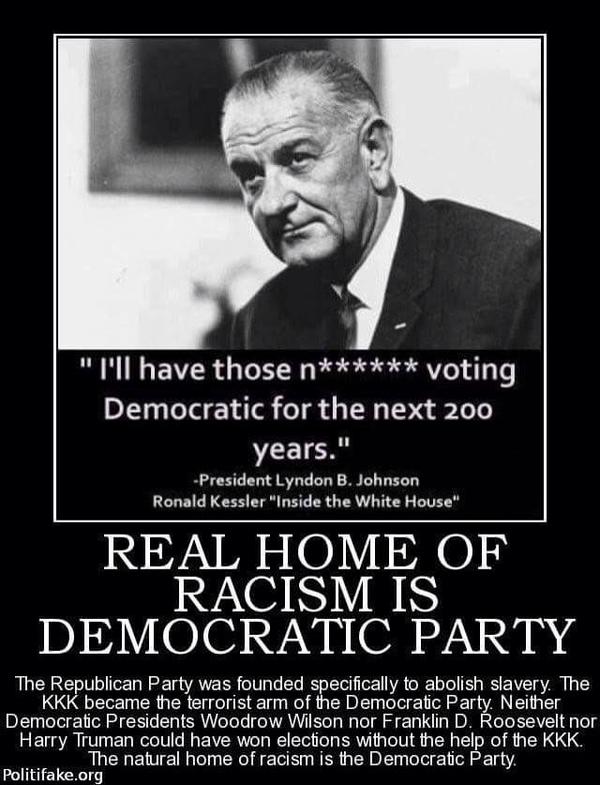 " I'll have those n****** voting
Democratic for the next 200
years."
-President Lyndon B. Johnson
Ronald Kessler "Inside the White House"
REAL HOME OF
RACISM IS
DEMOCRATIC PARTY
The Republican Party was founded specifically to abolish slavery. The
KKK became the terrorist arm of the Democratic Party. Neither
Democratic Presidents Woodrow Wilson nor Franklin D. Roosevelt nor
Harry Truman could have won elections without the help of the KKK.
The natural home of racism is the Democratic Party.
Politifake.org